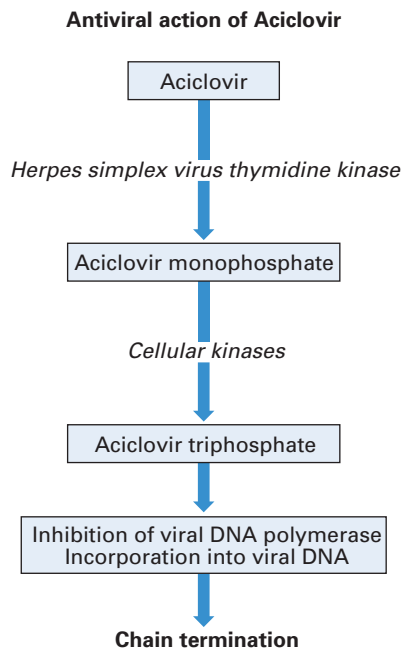 Antiviral action of Aciclovir
Aciclovir
Herpes simplex virus thymidine kinase
Aciclovir monophosphate
Cellular kinases
Aciclovir triphosphate
Inhibition of viral DNA polymerase
Incorporation into viral DNA
Chain termination